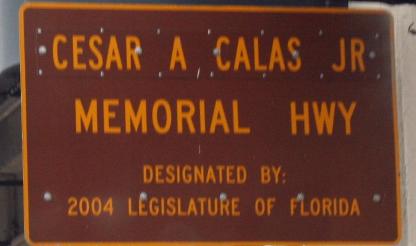 CESAR A CALAS JR
MEMORIAL HWY
DESIGNATED BY:
2004 LEGISLATURE OF FLORIDA